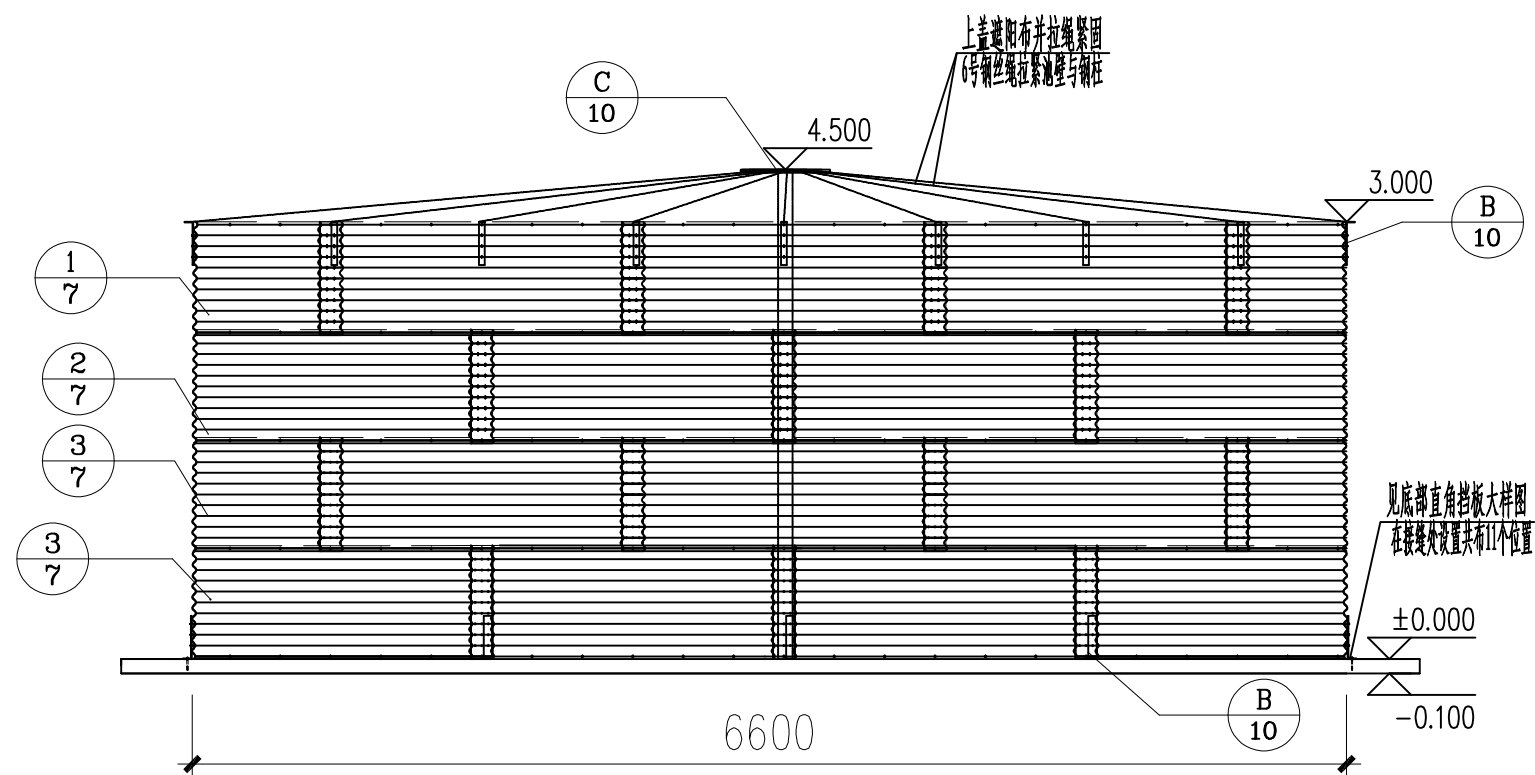 上盖遮阳布并拉绳紧固
6号钢丝绳拉紧池壁与钢柱
C
10
4.500
3.000
B
10
1
7
2
7
3
7
3
7
见底部直角挡板大样图
在接缝处设置共布11个位置
±0.000
-0.100
B
10
6600